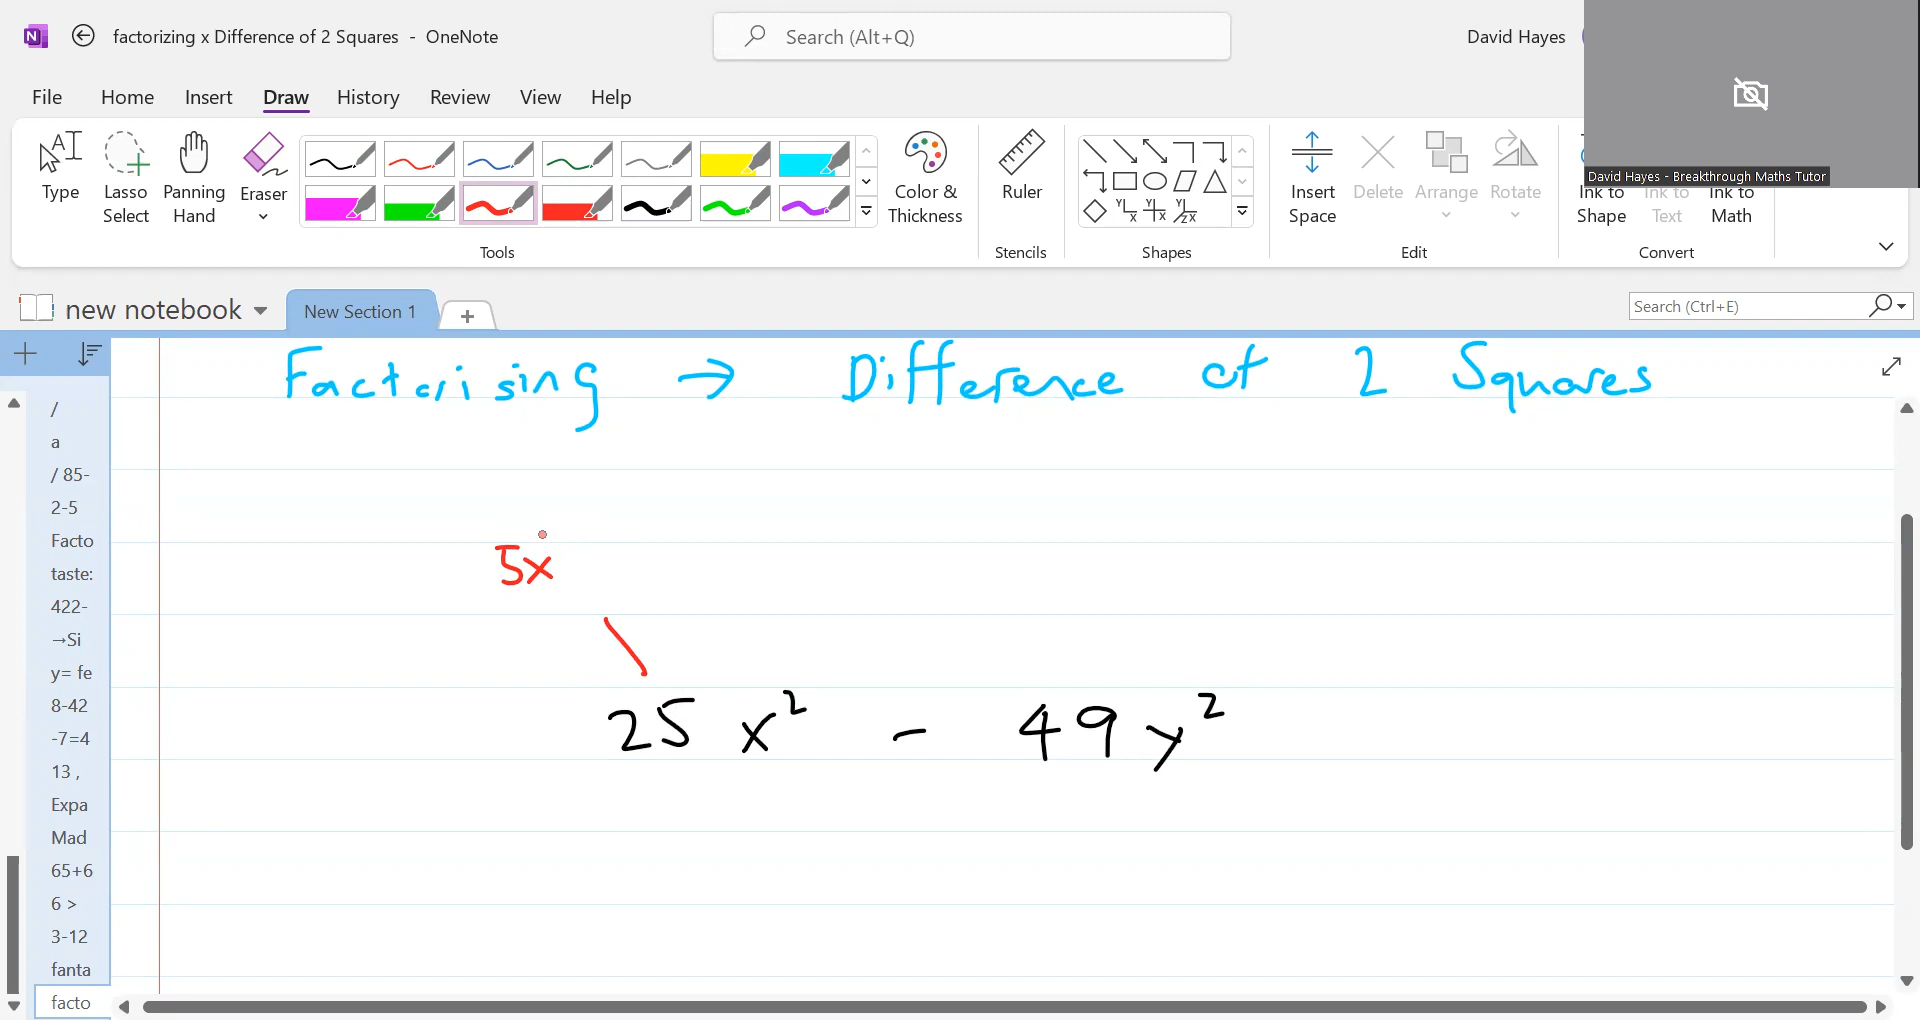 factorizing x Difference of 2 Squares - OneNote
Search (Alt+Q)
David Hayes
File Home Insert Draw History Review View Help
Type
Lasso Select
Panning Hand
Eraser
Color & Thickness
Ruler
Insert Space
Delete
Arrange
Rotate
Ink to Shape
Ink to Text
Ink to Math
Tools
Stencils
Shapes
Edit
Convert
David Hayes - Breakthrough Maths Tutor
new notebook
New Section 1
+
Search (Ctrl+E)
/
a
/ 85-
2-5
Facto
taste:
422-
→Si
y= fe
8-42
-7=4
13 ,
Expa
Mad
65+6
6 >
3-12
fanta
facto
Factorising → Difference of 2 Squares
5x
25 x² - 49 y²